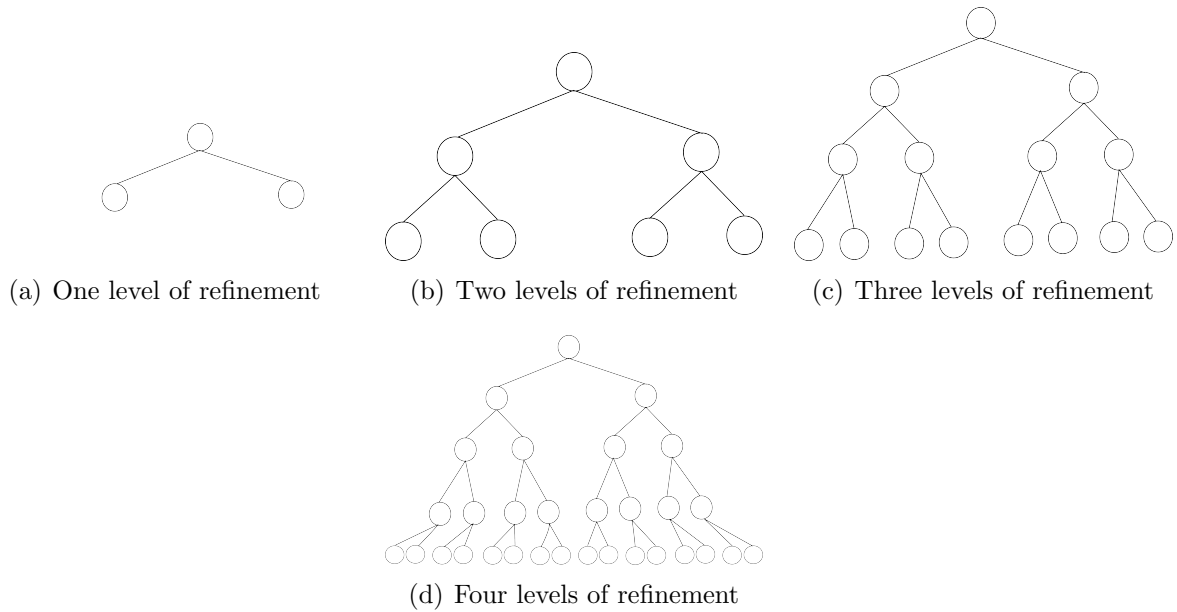 (a) One level of refinement
(b) Two levels of refinement
(c) Three levels of refinement
(d) Four levels of refinement